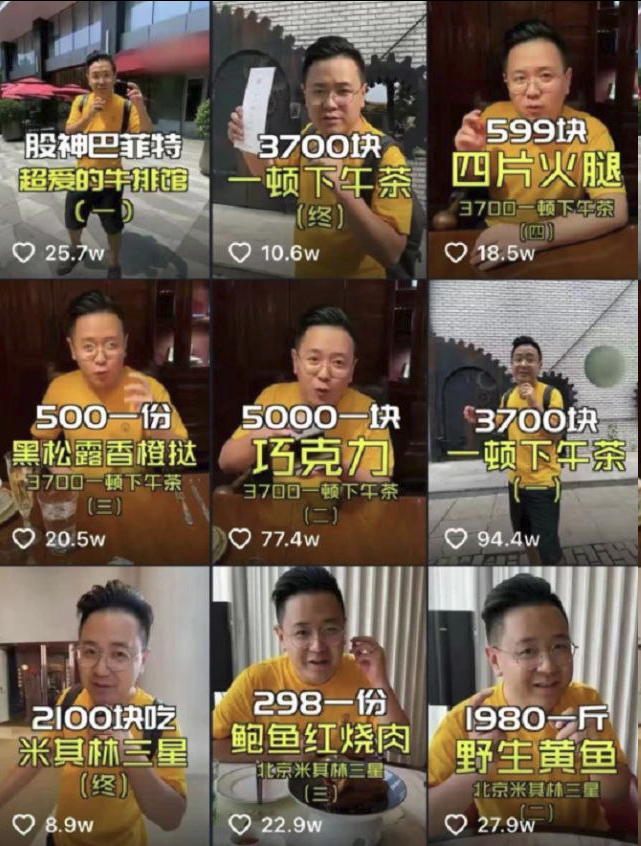 股神巴菲特
超爱的牛排馆
(一)
25.7w
3700块
一顿下午茶
(终)
10.6w
599块
四片火腿
3700一顿下午茶
(四)
18.5w
500一份
黑松露香橙挞
3700一顿下午茶
(三)
20.5w
5000一块
巧克力
3700一顿下午茶
(二)
77.4w
3700块
一顿下午茶
(一)
94.4w
2100块吃
米其林三星
(终)
8.9w
298一份
鲍鱼红烧肉
北京米其林三星
(三)
22.9w
1980一斤
野生黄鱼
北京米其林三星
(二)
27.9w